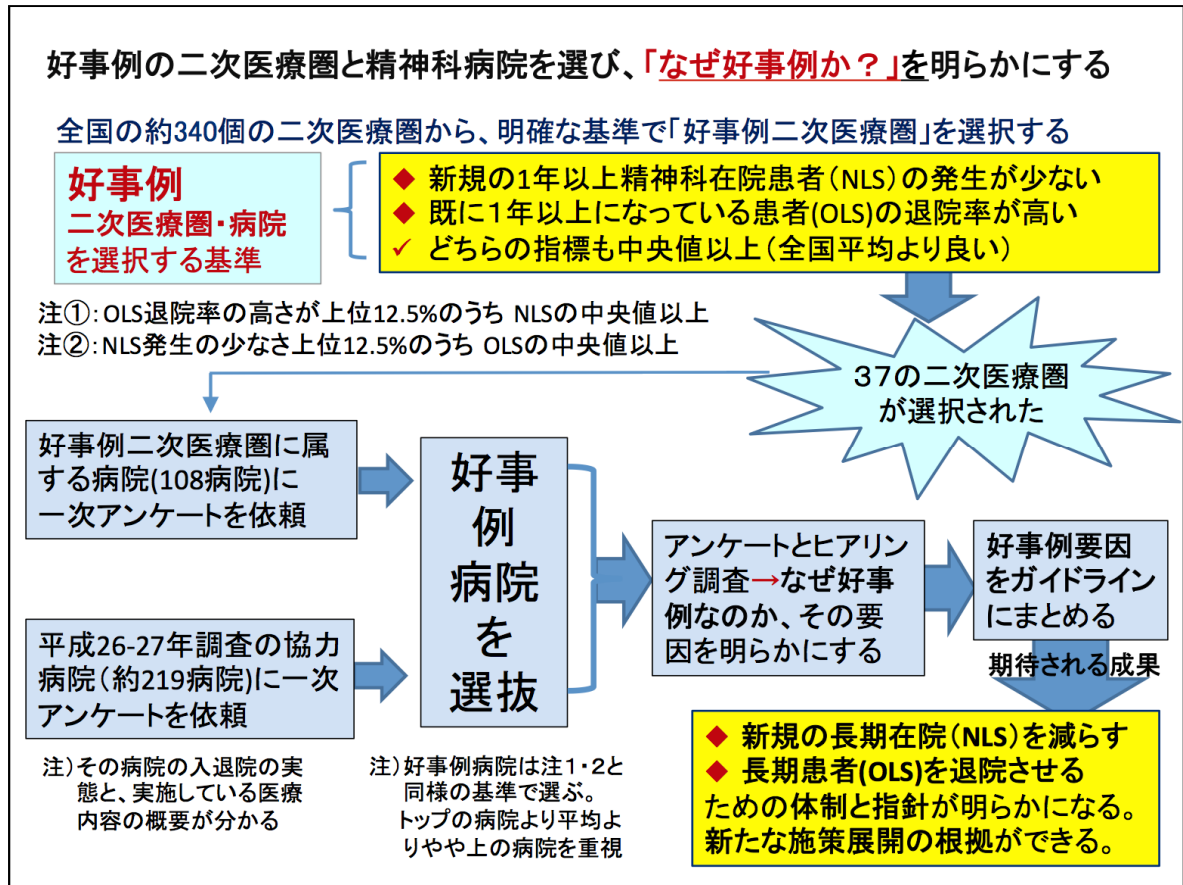 好事例の二次医療圏と精神科病院を選び、「なぜ好事例か？」を明らかにする
全国の約340個の二次医療圏から、明確な基準で「好事例二次医療圏」を選択する
好事例
二次医療圏・病院
を選択する基準
◆ 新規の1年以上精神科在院患者（NLS）の発生が少ない
◆ 既に１年以上になっている患者(OLS)の退院率が高い
✓ どちらの指標も中央値以上（全国平均より良い）
注①：OLS退院率の高さが上位12.5%のうち NLSの中央値以上
注②：NLS発生の少なさ上位12.5%のうち OLSの中央値以上
３７の二次医療圏
が選択された
好事例二次医療圏に属
する病院(108病院)に
一次アンケートを依頼
平成26-27年調査の協力
病院（約219病院)に一次
アンケートを依頼
注）その病院の入退院の実
態と、実施している医療
内容の概要が分かる
好事
例
病院
を
選抜
注）好事例病院は注１・２と
同様の基準で選ぶ。
トップの病院より平均よ
りやや上の病院を重視
アンケートとヒアリン
グ調査→なぜ好事
例なのか、その要
因を明らかにする
好事例要因
をガイドライン
にまとめる
期待される成果
◆ 新規の長期在院（NLS）を減らす
◆ 長期患者(OLS)を退院させる
ための体制と指針が明らかになる。
新たな施策展開の根拠ができる。